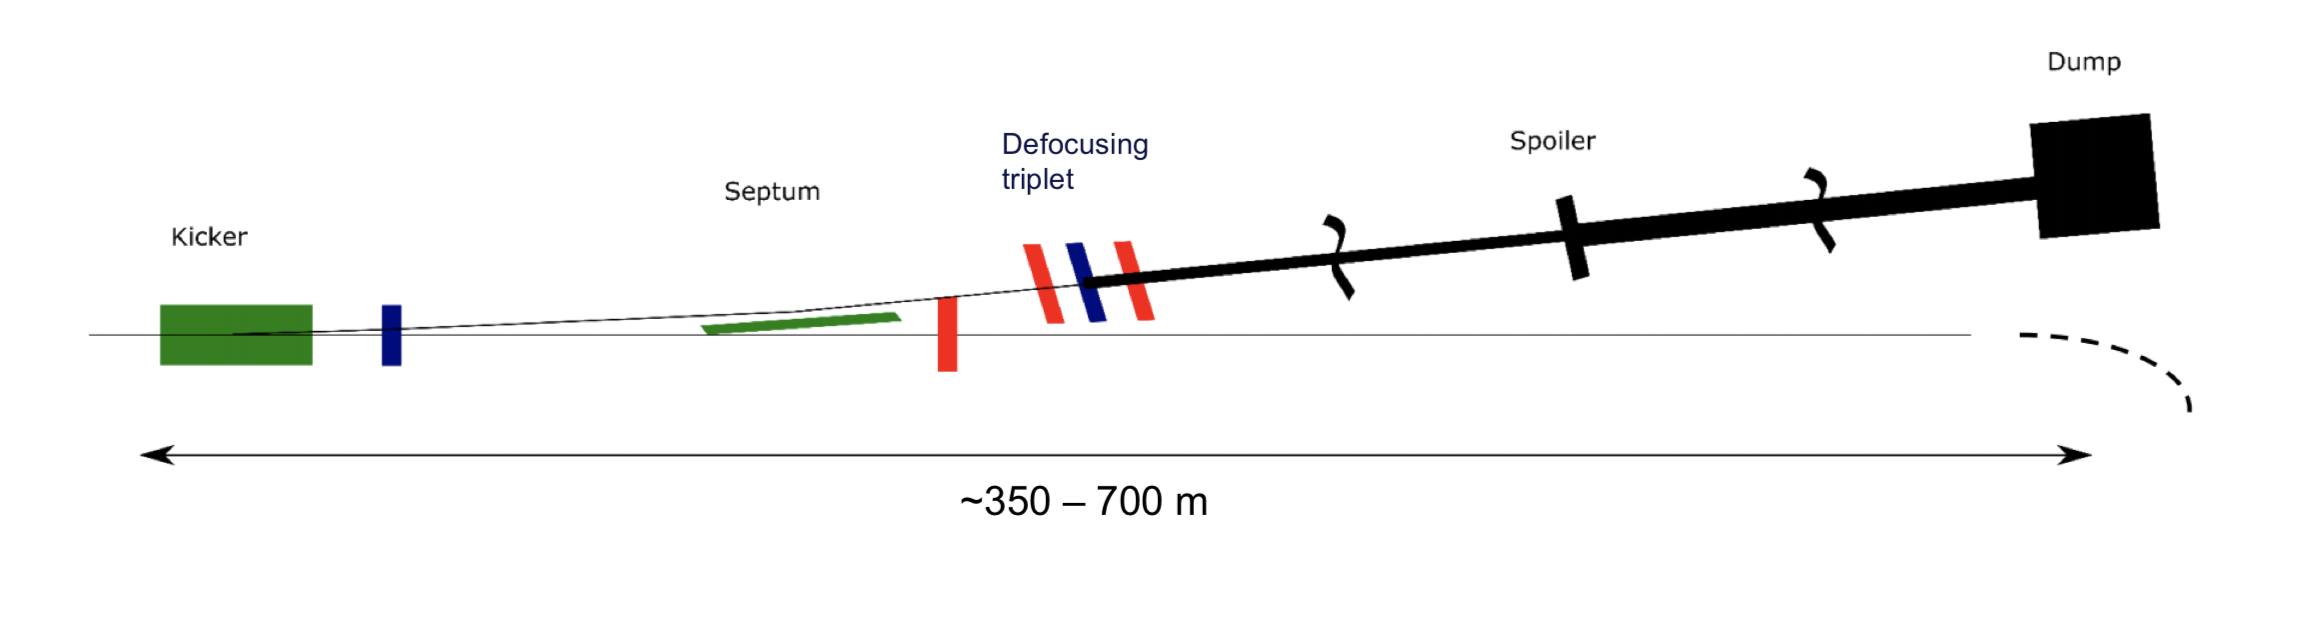 Dump
Spoiler
Defocusing
triplet
Septum
Kicker
~350 – 700 m